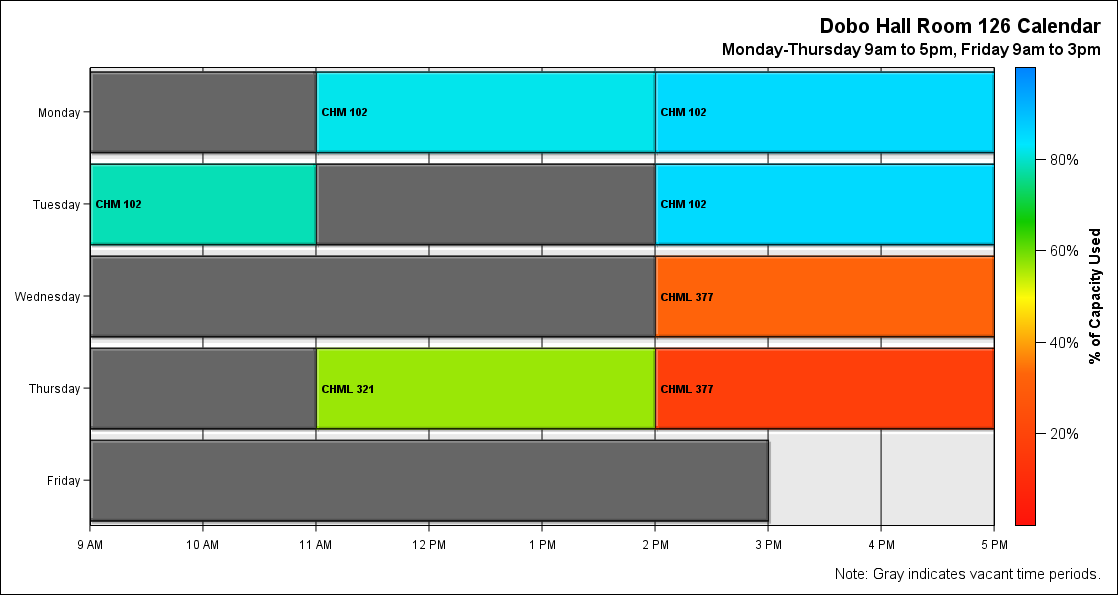 Dobo Hall Room 126 Calendar
Monday-Thursday 9am to 5pm, Friday 9am to 3pm
Monday
CHM 102
CHM 102
Tuesday
CHM 102
CHM 102
Wednesday
CHML 377
Thursday
CHML 321
CHML 377
Friday
9 AM
10 AM
11 AM
12 PM
1 PM
2 PM
3 PM
4 PM
5 PM
80%
60%
40%
20%
% of Capacity Used
Note: Gray indicates vacant time periods.